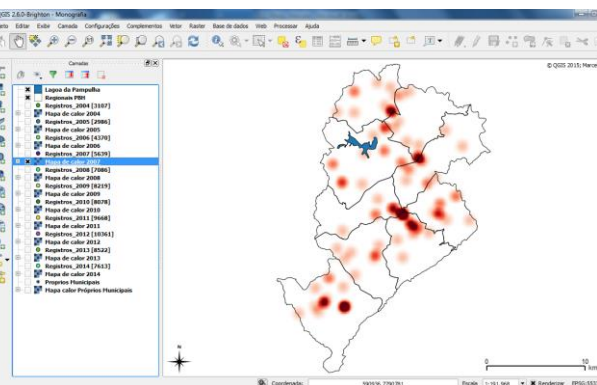 QGIS 2.6.0-Brighton - Monografia
Editar Exibir Camada Configurações Complementos Vetor Raster Base de dados Web Processar Ajuda
Camadas
Lagoa da Pampulha
Regionais PBH
Registros_2004 [3187]
Mapa de calor 2004
Registros_2005 [2986]
Mapa de calor 2005
Registros_2006 [4370]
Mapa de calor 2006
Registros_2007 [5639]
Mapa de calor 2007
Registros_2008 [7086]
Mapa de calor 2008
Registros_2009 [8219]
Mapa de calor 2009
Registros_2010 [8078]
Mapa de calor 2010
Registros_2011 [9668]
Mapa de calor 2011
Registros_2012 [10361]
Mapa de calor 2012
Registros_2013 [8522]
Mapa de calor 2013
Registros_2014 [7613]
Mapa de calor 2014
Proprios Municipais
Mapa calor Próprios Municipais
© QGIS 2015; Marce
N
0 10
km
Coordenada: Escala Renderizar